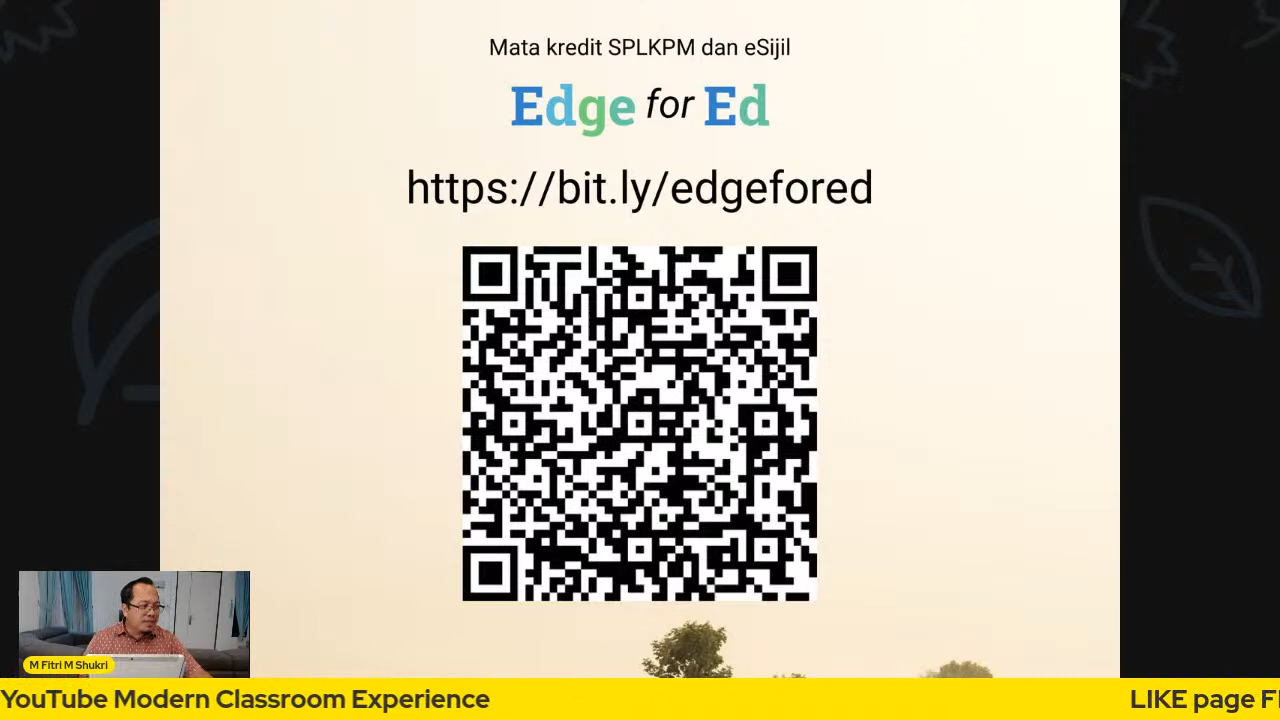 Mata kredit SPLKPM dan eSijil
Edge for Ed
https://bit.ly/edgefored
M Fitri M Shukri
YouTube Modern Classroom Experience
LIKE page